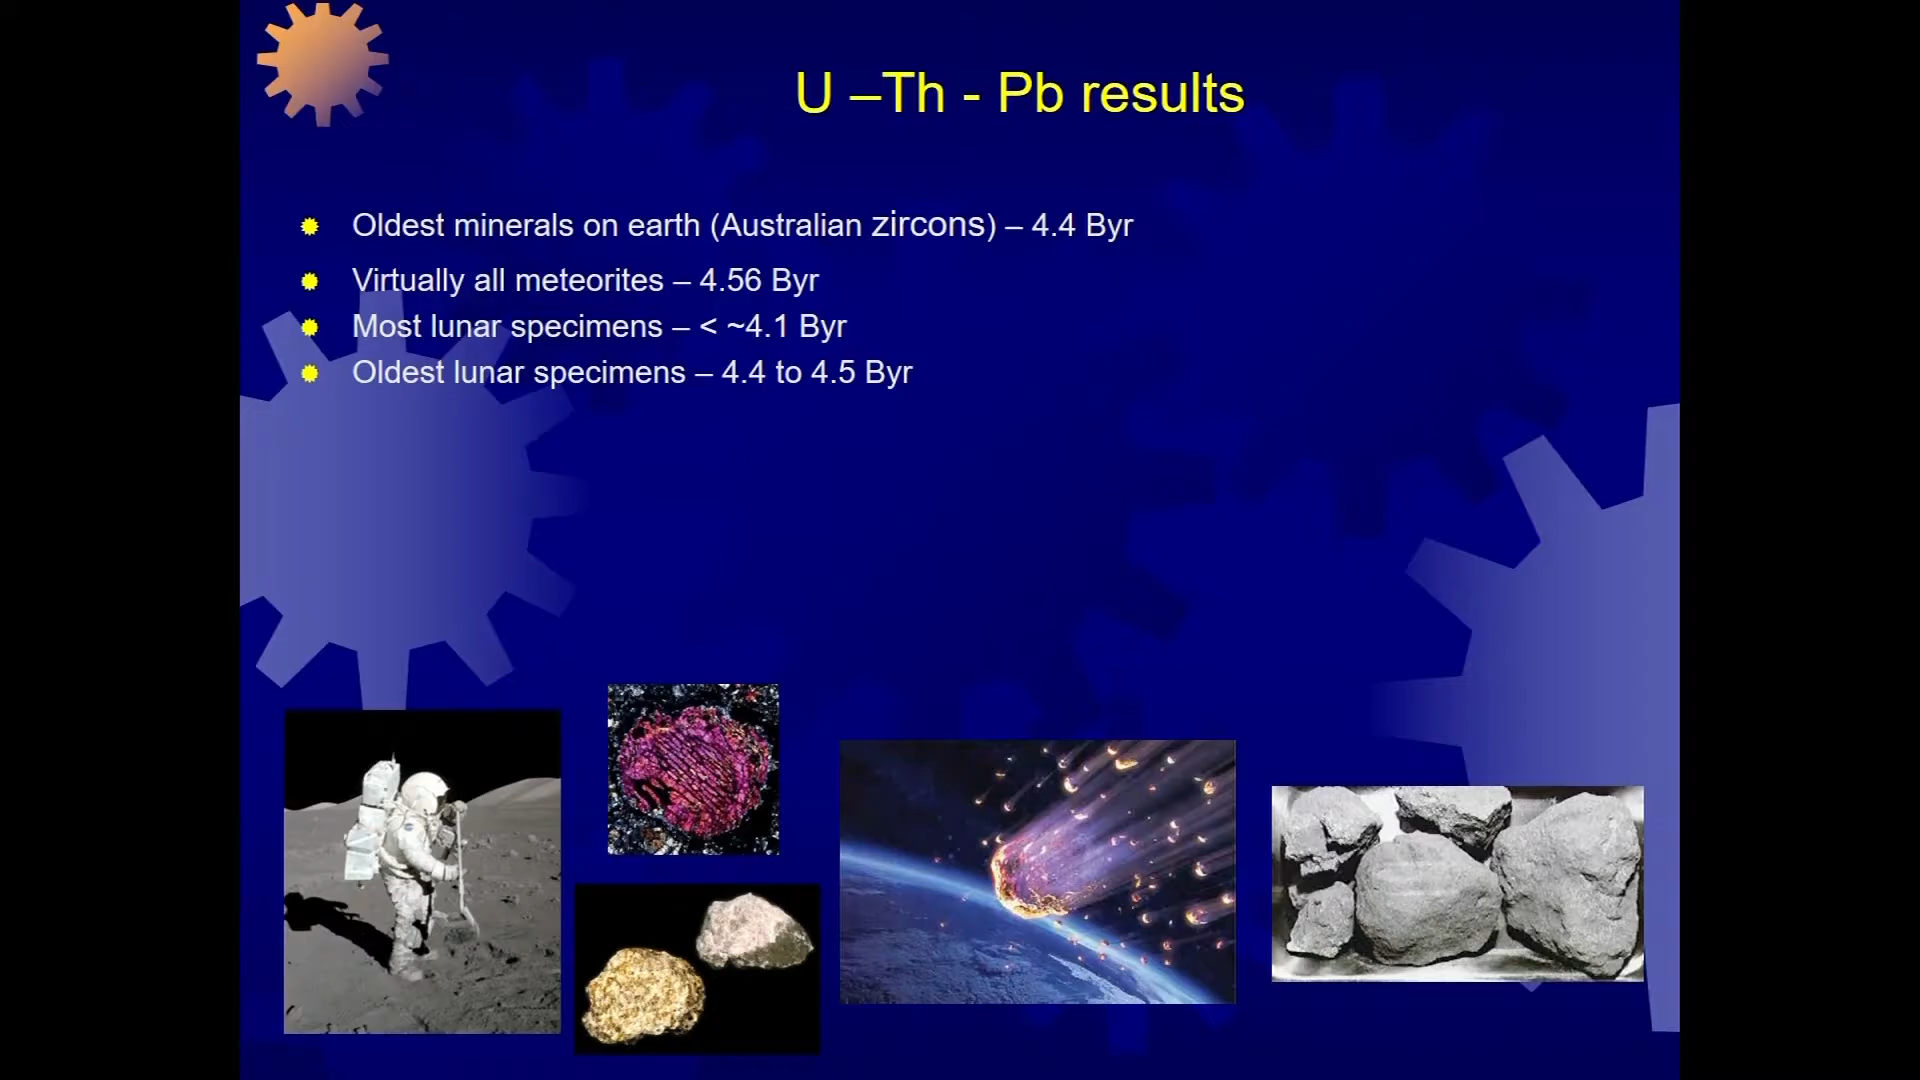 U –Th - Pb results
Oldest minerals on earth (Australian zircons) – 4.4 Byr
Virtually all meteorites – 4.56 Byr
Most lunar specimens – < ~4.1 Byr
Oldest lunar specimens – 4.4 to 4.5 Byr